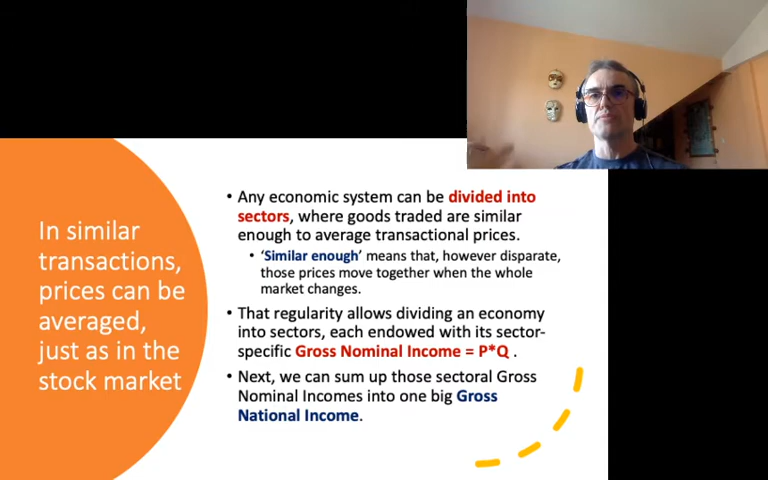 In similar
transactions,
prices can be
averaged,
just as in the
stock market
• Any economic system can be divided into
sectors, where goods traded are similar
enough to average transactional prices.
• ‘Similar enough’ means that, however disparate,
those prices move together when the whole
market changes.
• That regularity allows dividing an economy
into sectors, each endowed with its sector-
specific Gross Nominal Income = P*Q .
• Next, we can sum up those sectoral Gross
Nominal Incomes into one big Gross
National Income.